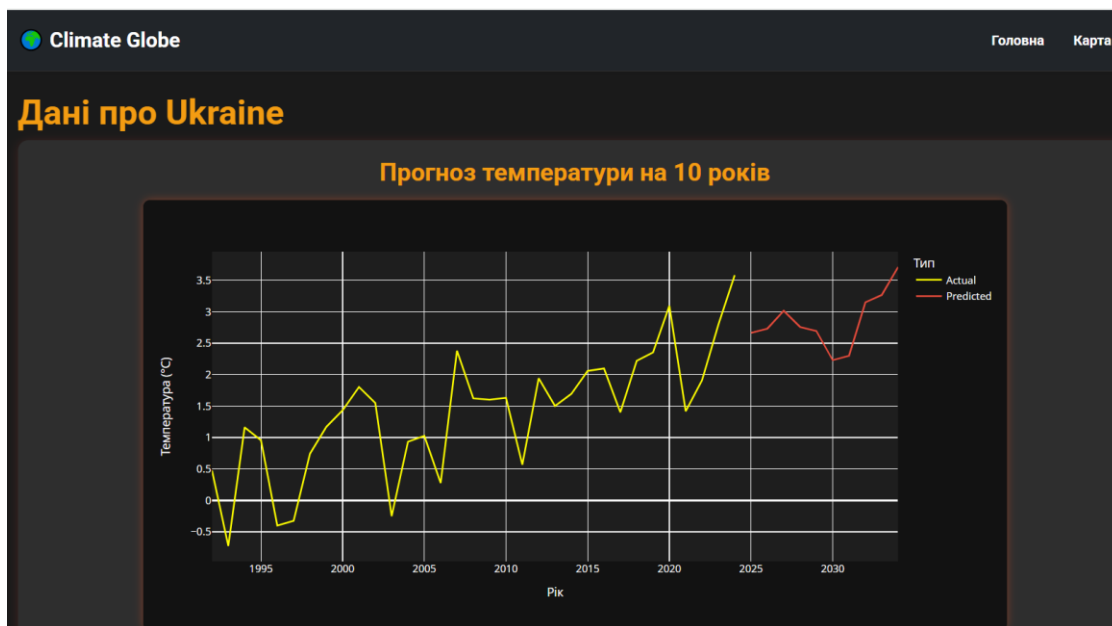 Climate Globe
Головна Карта
Дані про Ukraine
Прогноз температури на 10 років
Тип
Actual
Predicted
Температура (°C)
3.5
3
2.5
2
1.5
1
0.5
0
−0.5
1995 2000 2005 2010 2015 2020 2025 2030
Рік